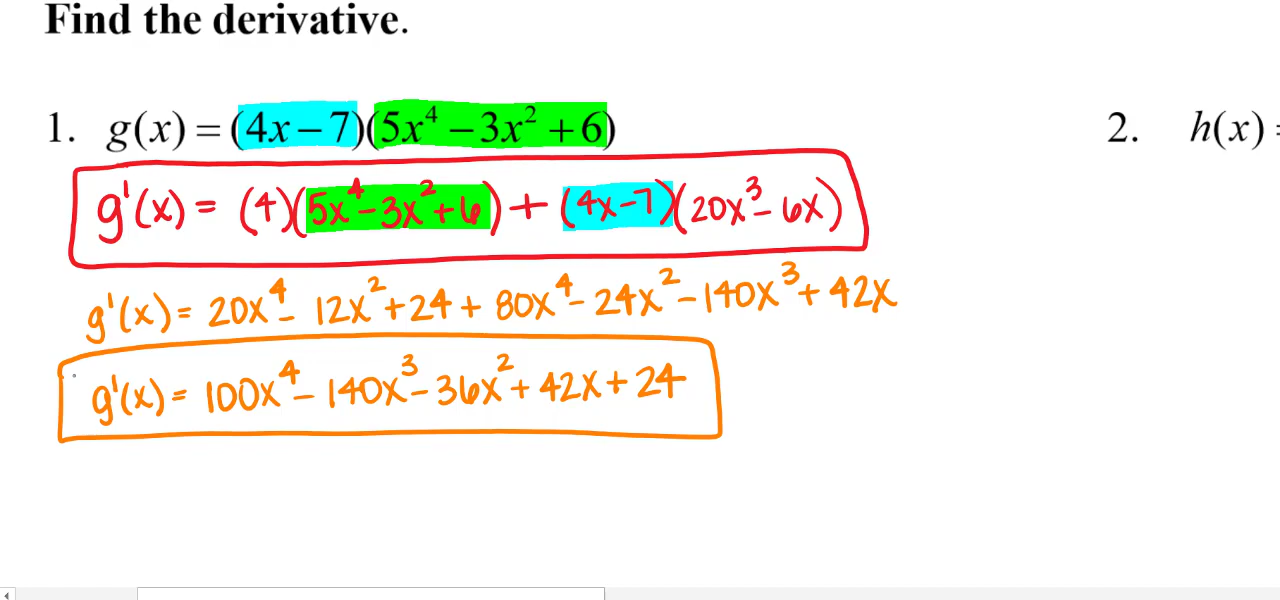 Find the derivative.
1. g(x) = (4x − 7)(5x⁴ − 3x² + 6)
2. h(x) =
g'(x) = (4)(5x⁴ − 3x² + 6) + (4x − 7)(20x³ − 6x)
g'(x) = 20x⁴ − 12x² + 24 + 80x⁴ − 24x² − 140x³ + 42x
g'(x) = 100x⁴ − 140x³ − 36x² + 42x + 24